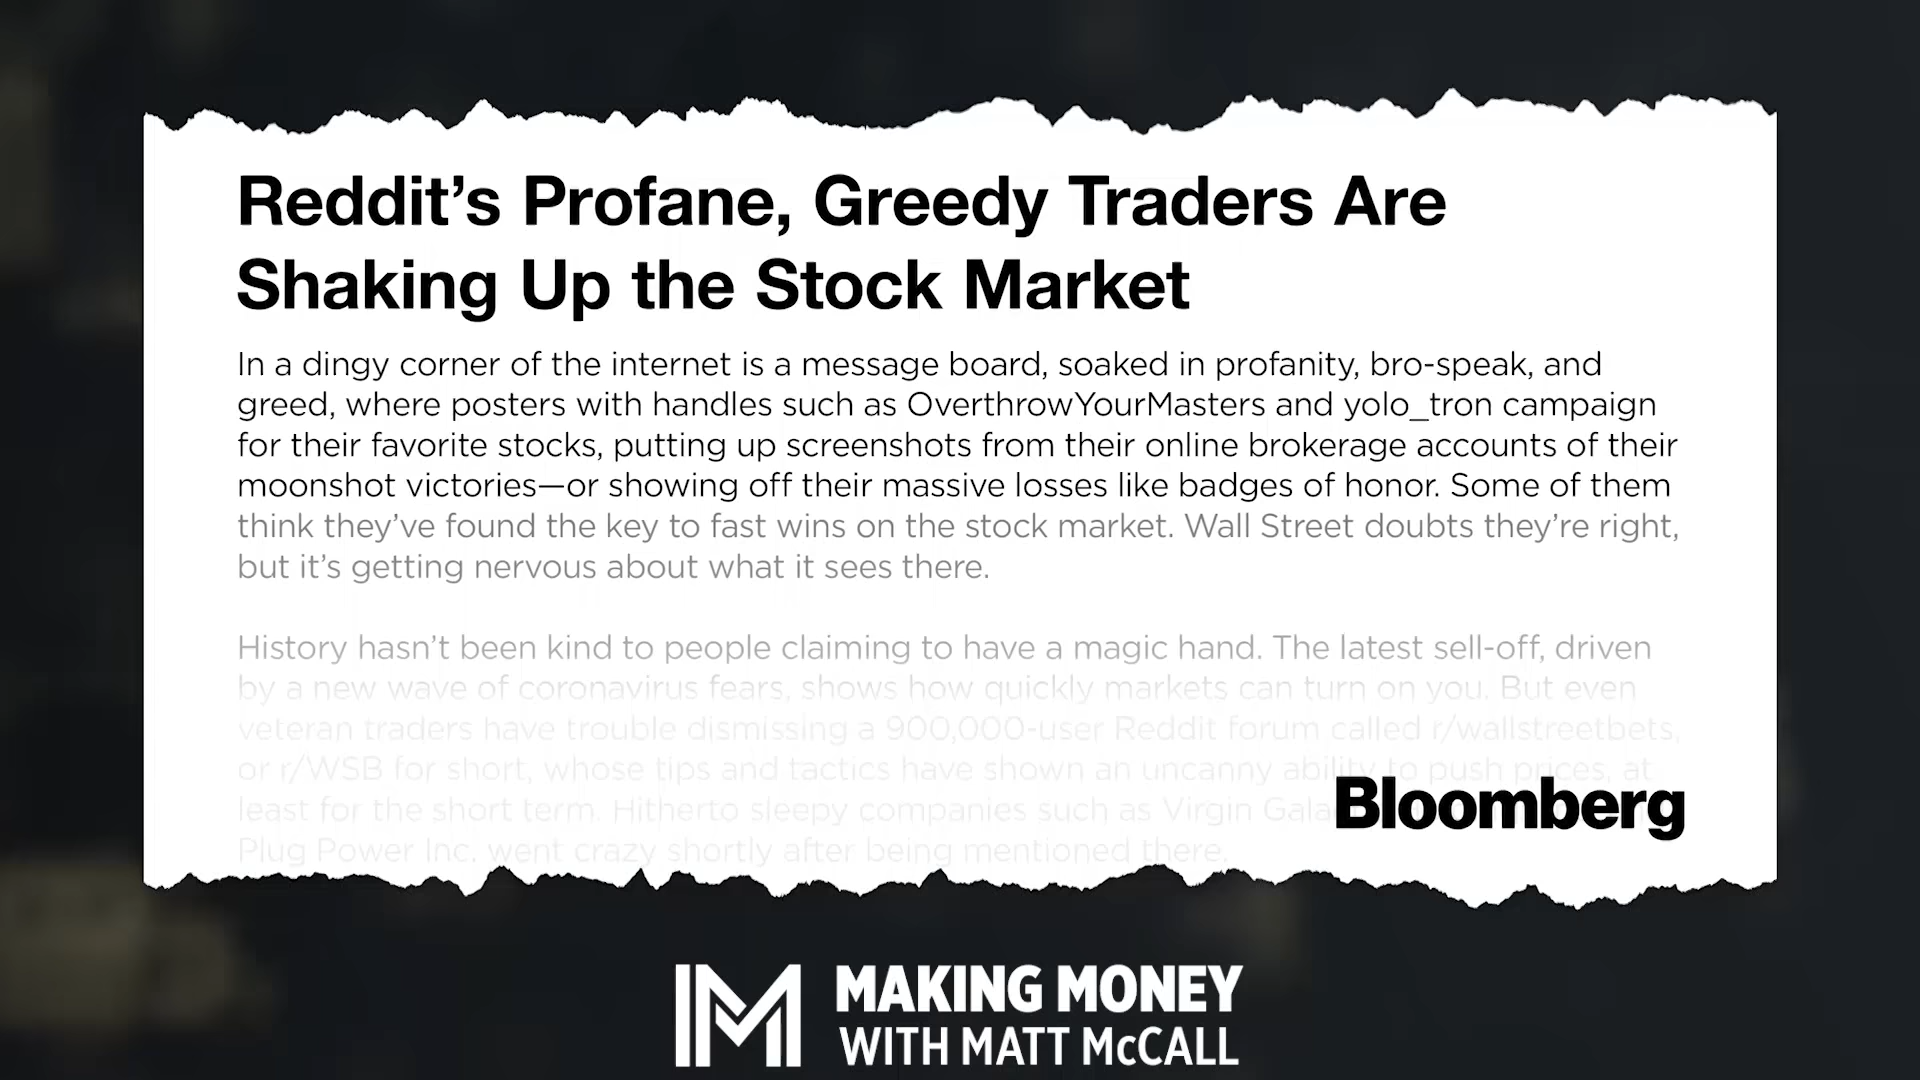 Reddit’s Profane, Greedy Traders Are
Shaking Up the Stock Market
In a dingy corner of the internet is a message board, soaked in profanity, bro-speak, and
greed, where posters with handles such as OverthrowYourMasters and yolo_tron campaign
for their favorite stocks, putting up screenshots from their online brokerage accounts of their
moonshot victories—or showing off their massive losses like badges of honor. Some of them
think they’ve found the key to fast wins on the stock market. Wall Street doubts they’re right,
but it’s getting nervous about what it sees there.
History hasn’t been kind to people claiming to have a magic hand. The latest sell-off, driven
by a new wave of coronavirus fears, shows how quickly markets can turn on you. But even
veteran traders have trouble dismissing a 900,000-user Reddit forum called r/wallstreetbets,
or r/WSB for short, whose tips and tactics have shown an uncanny ability to push prices, at
least for the short term. Hitherto sleepy companies such as Virgin
Plug Power Inc. went crazy shortly after being mentioned there.
Bloomberg
MAKING MONEY
WITH MATT McCALL